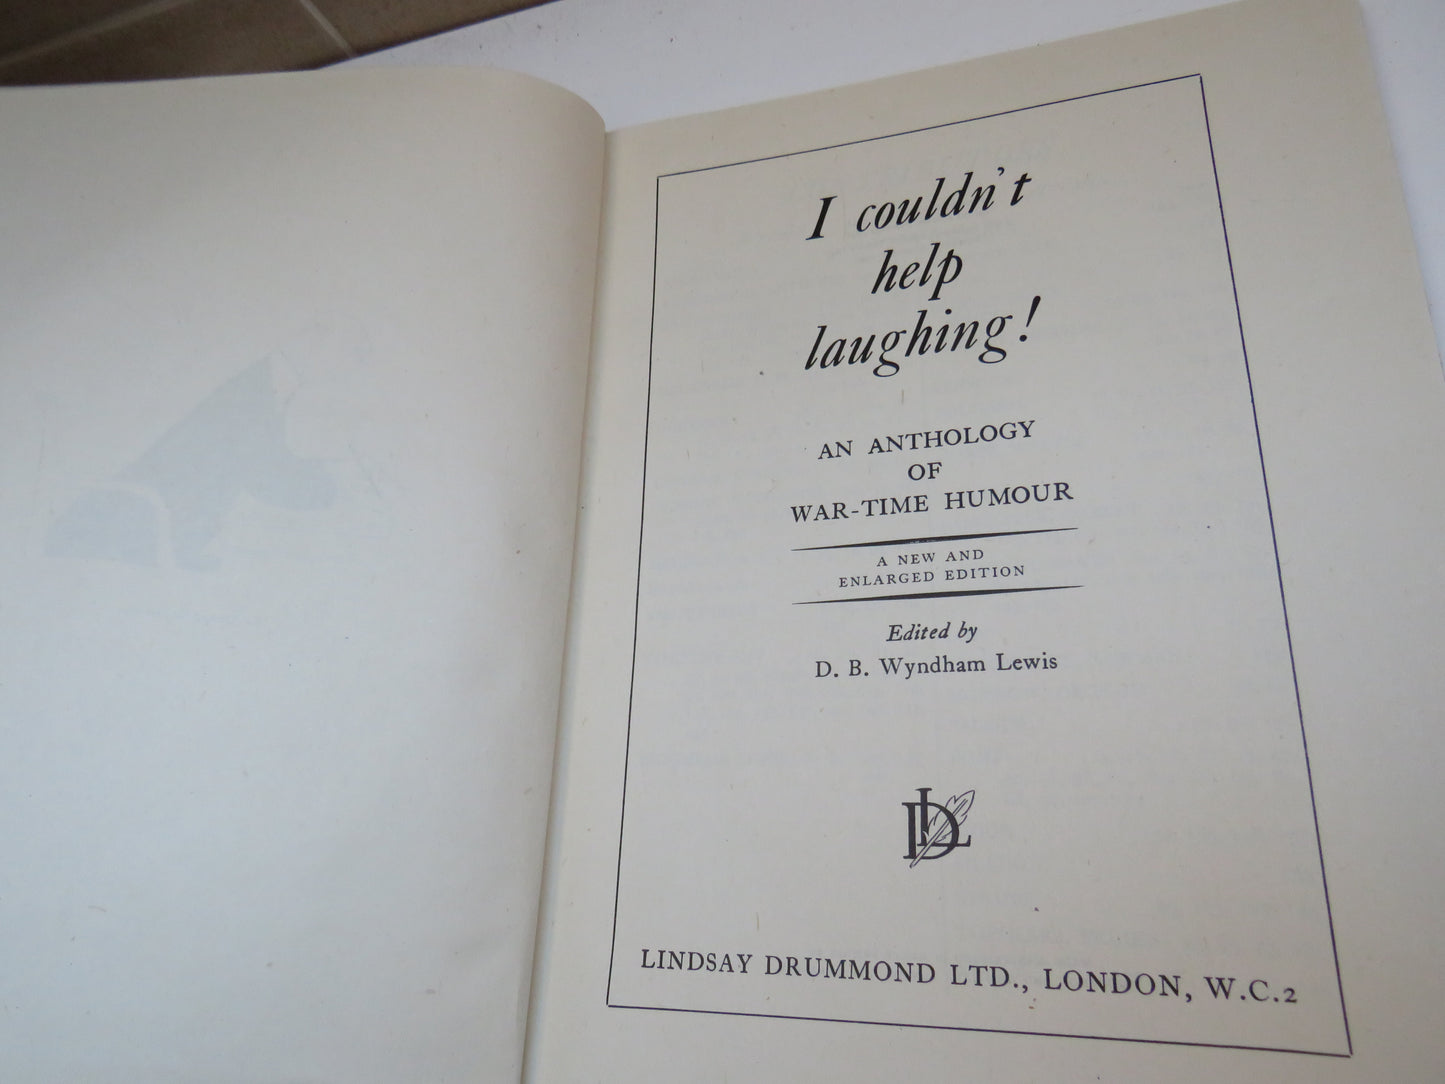 I couldn't
help
laughing!
AN ANTHOLOGY
OF
WAR-TIME HUMOUR
A NEW AND
ENLARGED EDITION
Edited by
D. B. Wyndham Lewis
LD
LINDSAY DRUMMOND LTD., LONDON, W.C.2